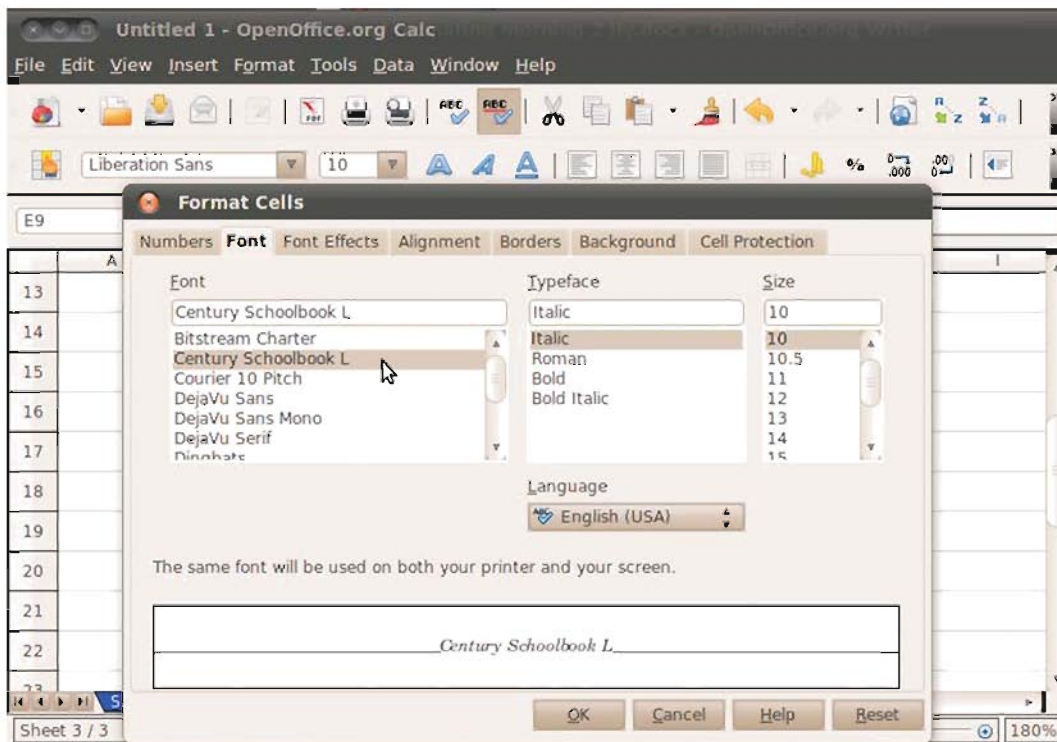 Untitled 1 - OpenOffice.org Calc
File Edit View Insert Format Tools Data Window Help
Liberation Sans 10
E9
Format Cells
Numbers Font Font Effects Alignment Borders Background Cell Protection
A I
Font Typeface Size
Century Schoolbook L Italic 10
Bitstream Charter Italic 10
Century Schoolbook L Roman 10.5
Courier 10 Pitch Bold 11
DejaVu Sans Bold Italic 12
DejaVu Sans Mono 13
DejaVu Serif 14
Dingbats 15
Language
English (USA)
The same font will be used on both your printer and your screen.
Century Schoolbook L
13
14
15
16
17
18
19
20
21
22
23
OK Cancel Help Reset
Sheet 3 / 3 180%